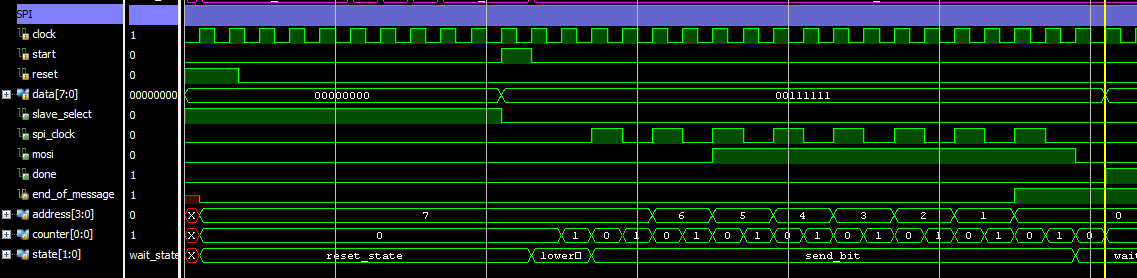 SPI
clock 1
start 0
reset 0
data[7:0] 00000000 00000000 00111111
slave_select 0
spi_clock 0
mosi 0
done 1
end_of_message 1
address[3:0] 0 X 7 6 5 4 3 2 1 0
counter[0:0] 1 X 0 1 0 1 0 1 0 1 0 1 0 1 0 1 0 1 0
state[1:0] wait_state X reset_state lower send_bit wait